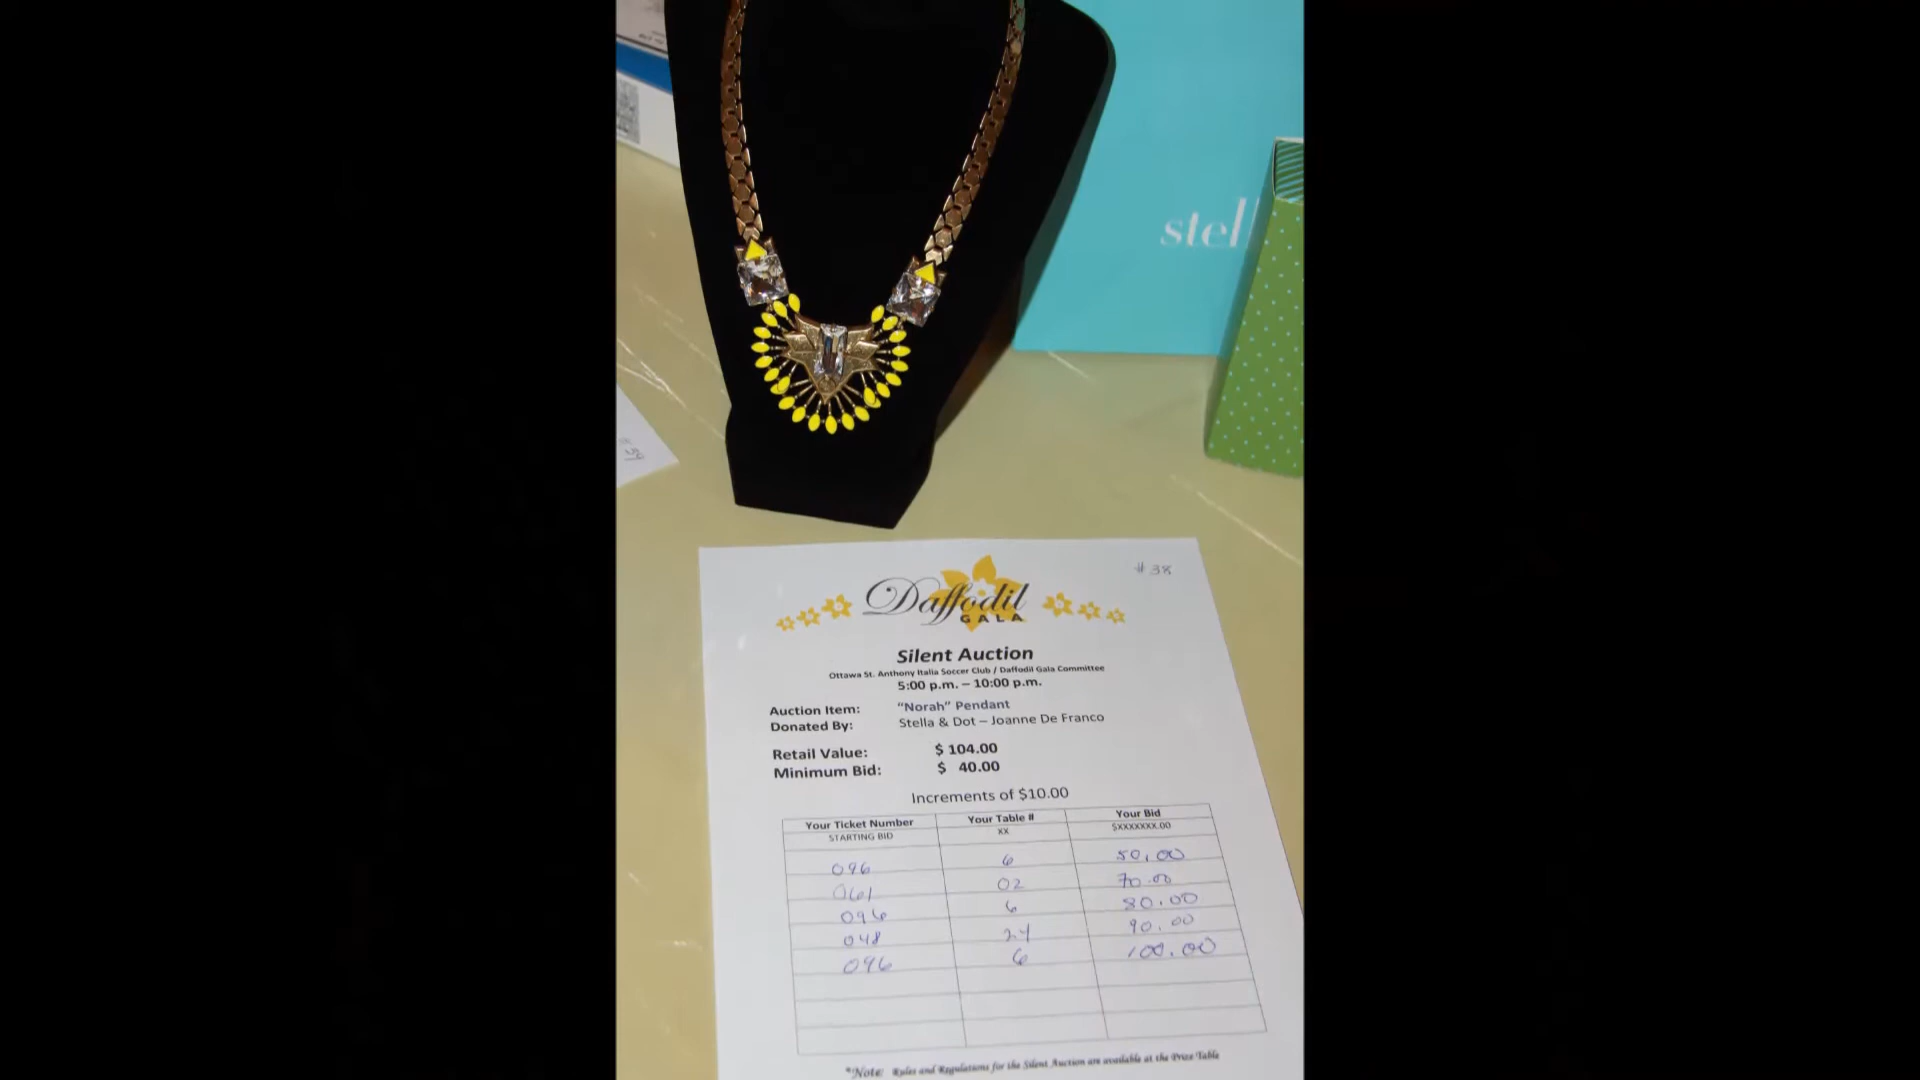 stel
# 38
Daffodil
GALA
Silent Auction
Ottawa St. Anthony Italia Soccer Club / Daffodil Gala Committee
5:00 p.m. – 10:00 p.m.
Auction Item: "Norah" Pendant
Donated By: Stella & Dot – Joanne De Franco
Retail Value: $ 104.00
Minimum Bid: $ 40.00
Increments of $10.00
Your Ticket Number Your Table # Your Bid
STARTING BID XX $XXXXXXX.00
096 6 50.00
061 02 70.00
096 6 80.00
048 24 90.00
096 6 100.00
*Note: Rules and Regulations for the Silent Auction are available at the Prize Table